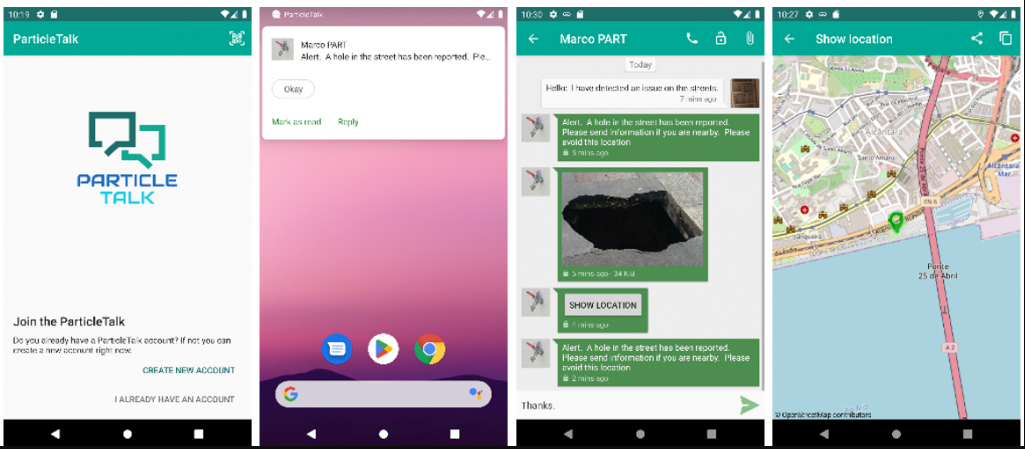 10:19
ParticleTalk
PARTICLE
TALK
Join the ParticleTalk
Do you already have a ParticleTalk account? If not you can
create a new account right now.
CREATE NEW ACCOUNT
I ALREADY HAVE AN ACCOUNT
ParticleTalk
Marco PART
Alert. A hole in the street has been reported. Ple...
Okay
Mark as read Reply
10:30
Marco PART
Today
Hello. I have detected an issue on the streets.
7 mins ago
Alert. A hole in the street has been reported.
Please send information if you are nearby. Please
avoid this location
5 mins ago
5 mins ago
SHOW LOCATION
4 mins ago
Alert. A hole in the street has been reported.
Please send information if you are nearby. Please
avoid this location
2 mins ago
Thanks.
10:27
Show location
Alcântara
Santo Amaro
Alcântara
Mar
EN 6
Ponte
25 de Abril
A 2
© OpenStreetMap contributors